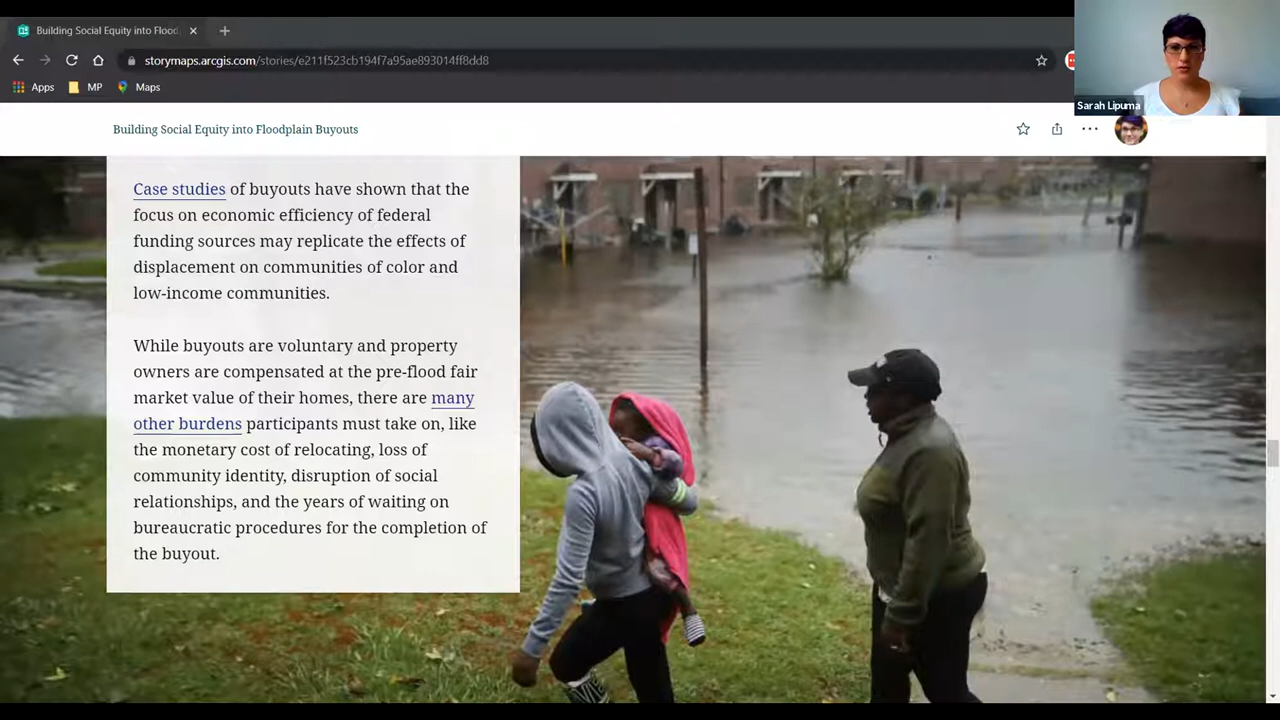 Building Social Equity into Flood
storymaps.arcgis.com/stories/e211f523cb194f7a95ae893014ff8dd8
Apps
MP
Maps
Sarah Lipuma
Building Social Equity into Floodplain Buyouts
Case studies of buyouts have shown that the
focus on economic efficiency of federal
funding sources may replicate the effects of
displacement on communities of color and
low-income communities.
While buyouts are voluntary and property
owners are compensated at the pre-flood fair
market value of their homes, there are many
other burdens participants must take on, like
the monetary cost of relocating, loss of
community identity, disruption of social
relationships, and the years of waiting on
bureaucratic procedures for the completion of
the buyout.